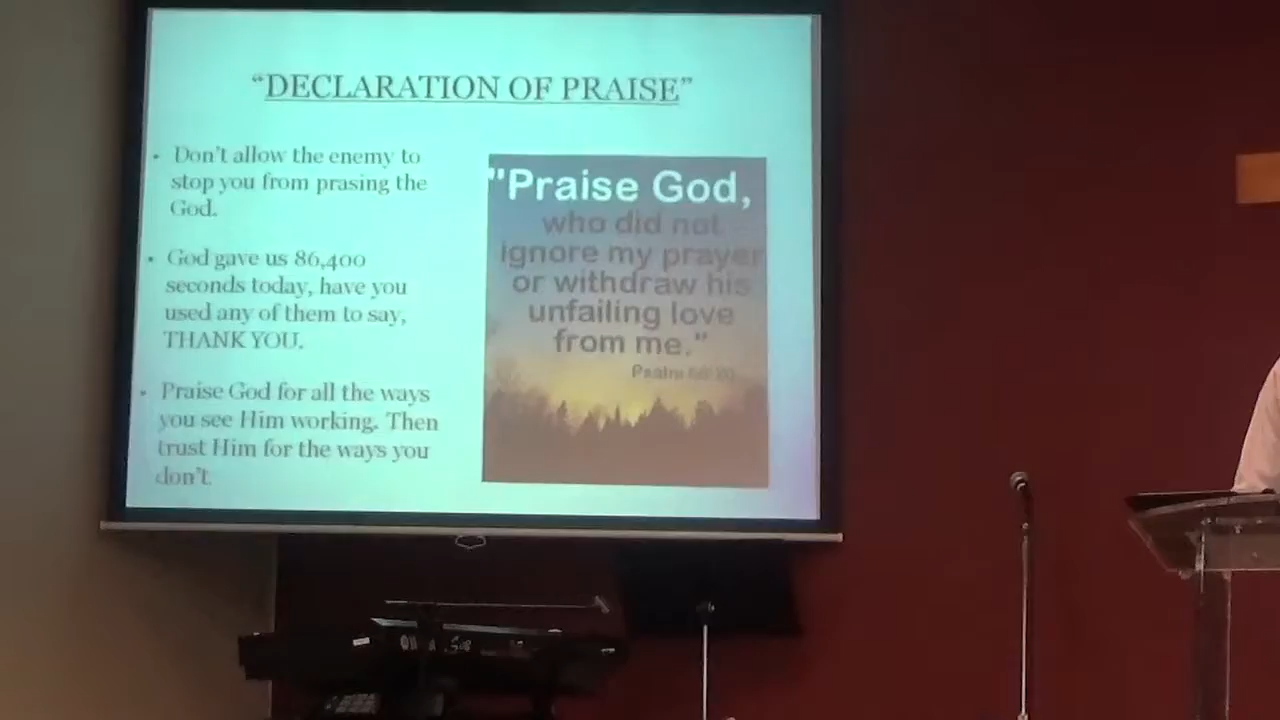 “DECLARATION OF PRAISE”
• Don’t allow the enemy to
stop you from prasing the
God.
• God gave us 86,400
seconds today, have you
used any of them to say,
THANK YOU.
• Praise God for all the ways
you see Him working. Then
trust Him for the ways you
don’t.
"Praise God,
who did not
ignore my prayer
or withdraw his
unfailing love
from me."
Psalm